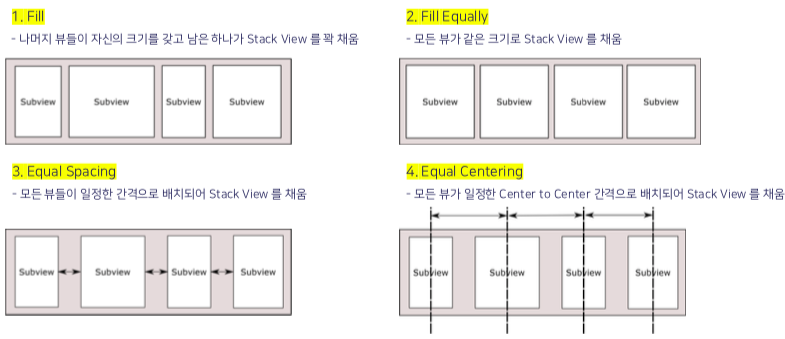 1. Fill
- 나머지 뷰들이 자신의 크기를 갖고 남은 하나가 Stack View 를 꽉 채움
Subview Subview Subview Subview
2. Fill Equally
- 모든 뷰가 같은 크기로 Stack View 를 채움
Subview Subview Subview Subview
3. Equal Spacing
- 모든 뷰들이 일정한 간격으로 배치되어 Stack View 를 채움
Subview Subview Subview Subview
4. Equal Centering
- 모든 뷰가 일정한 Center to Center 간격으로 배치되어 Stack View 를 채움
Subview Subview Subview Subview